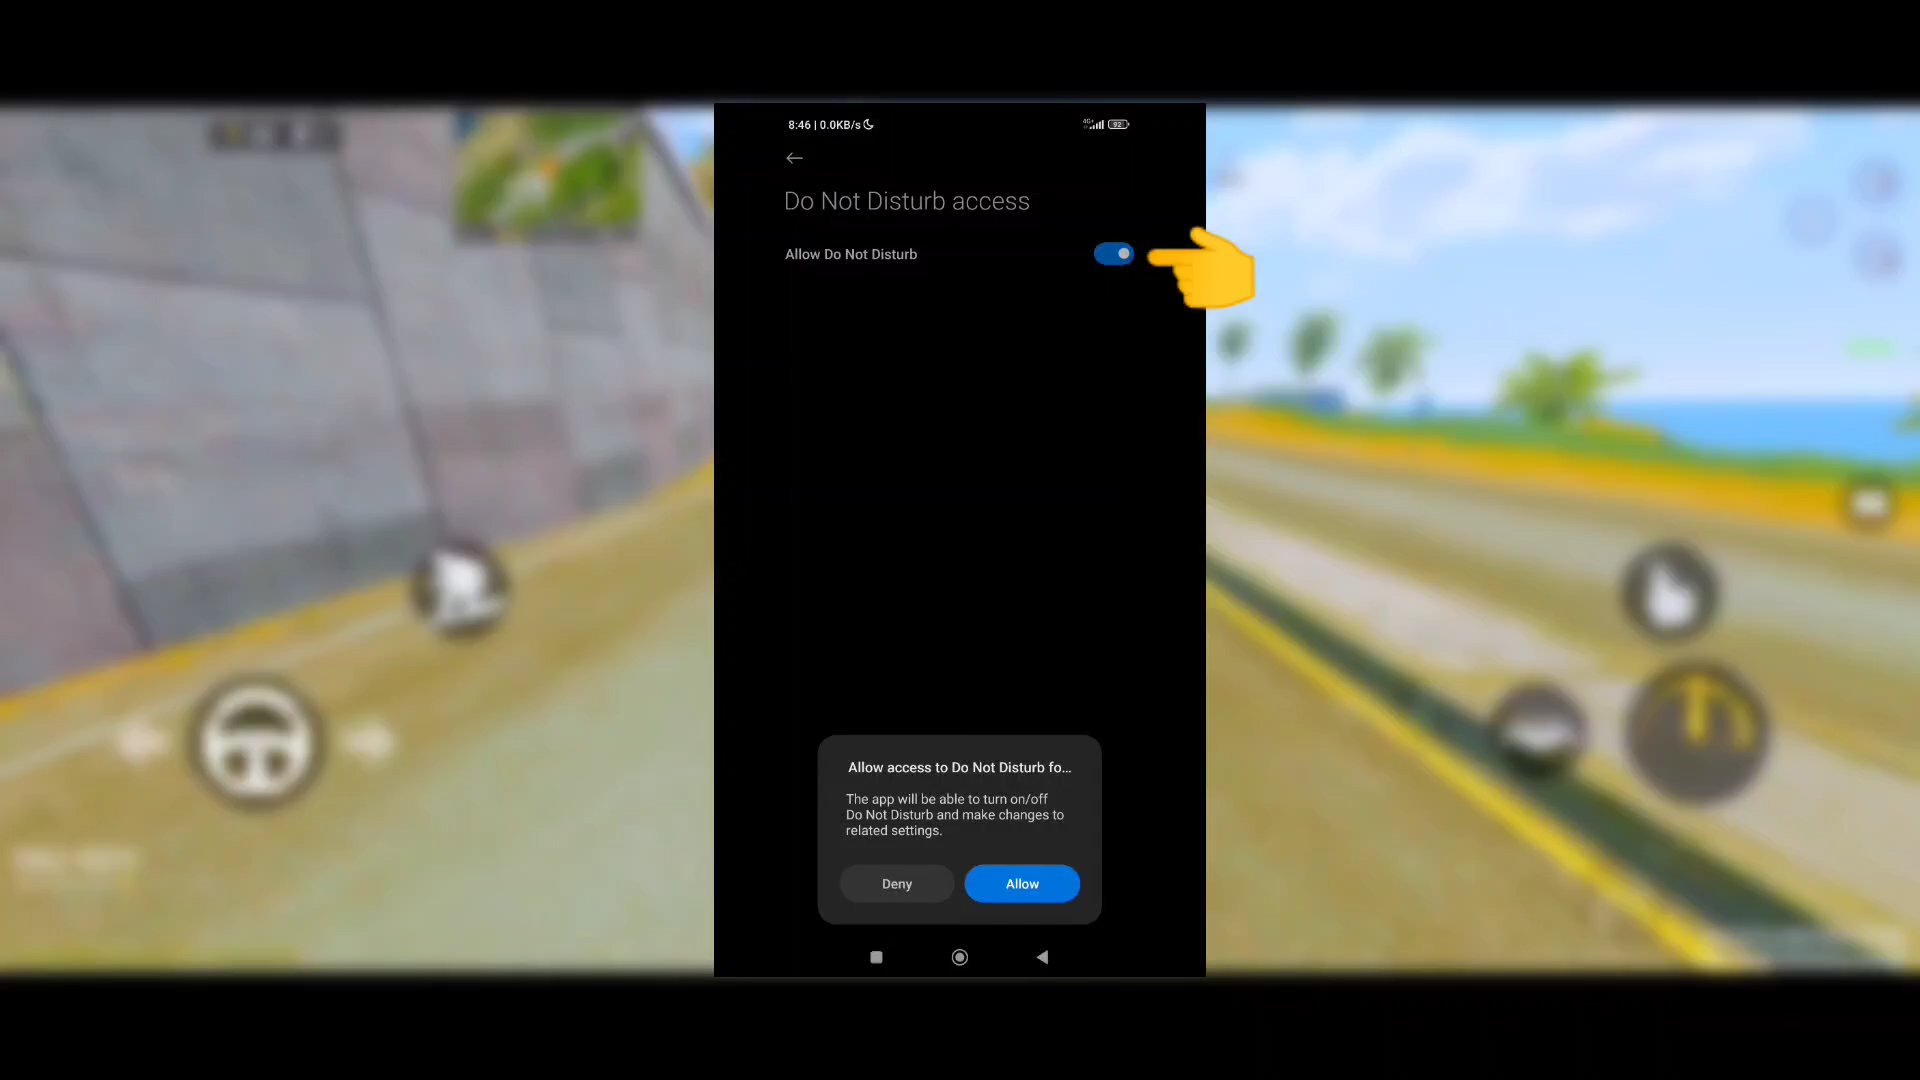 8:46 | 0.0KB/s
4G+
92
Do Not Disturb access
Allow Do Not Disturb
Allow access to Do Not Disturb fo...
The app will be able to turn on/off
Do Not Disturb and make changes to
related settings.
Deny
Allow